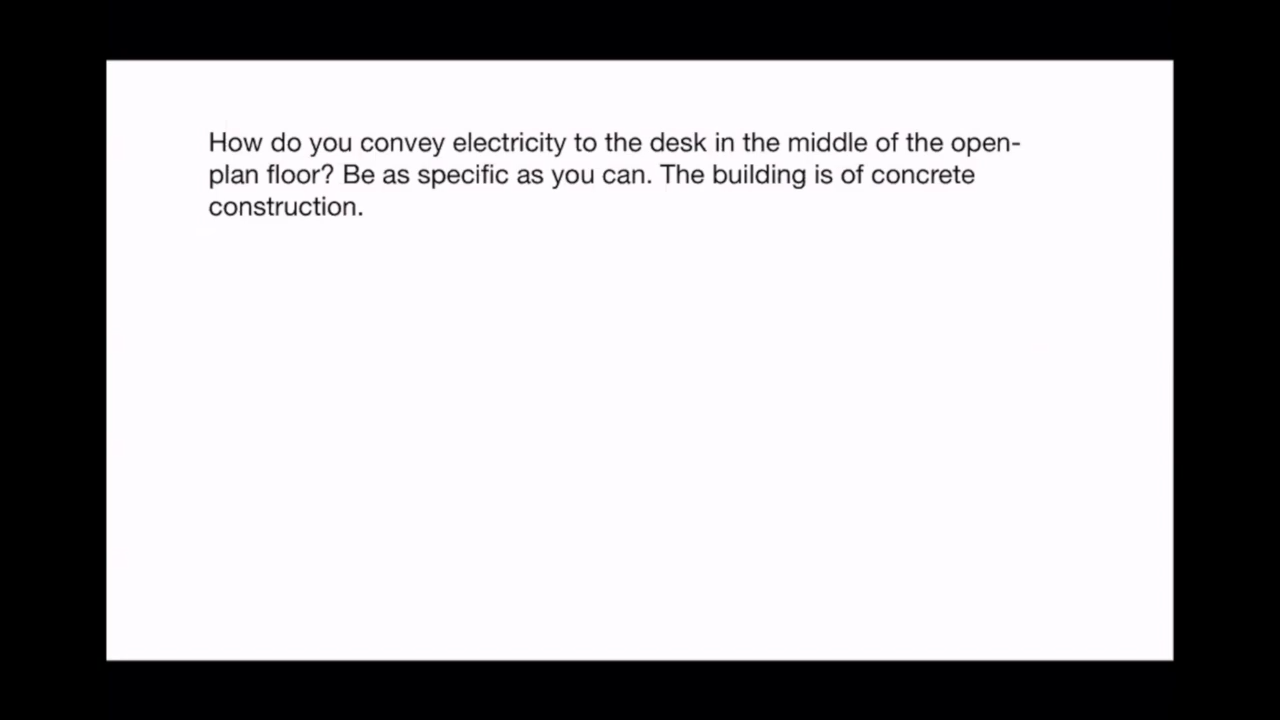 How do you convey electricity to the desk in the middle of the open-
plan floor? Be as specific as you can. The building is of concrete
construction.